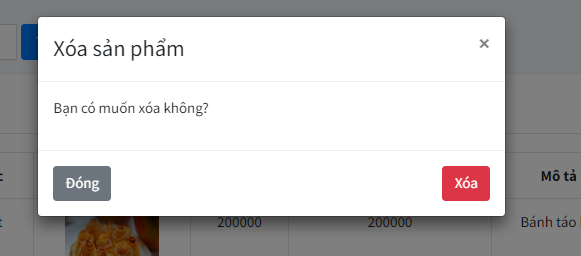 Xóa sản phẩm
×
Bạn có muốn xóa không?
Đóng
Xóa
Mô tả
200000
200000
Bánh táo